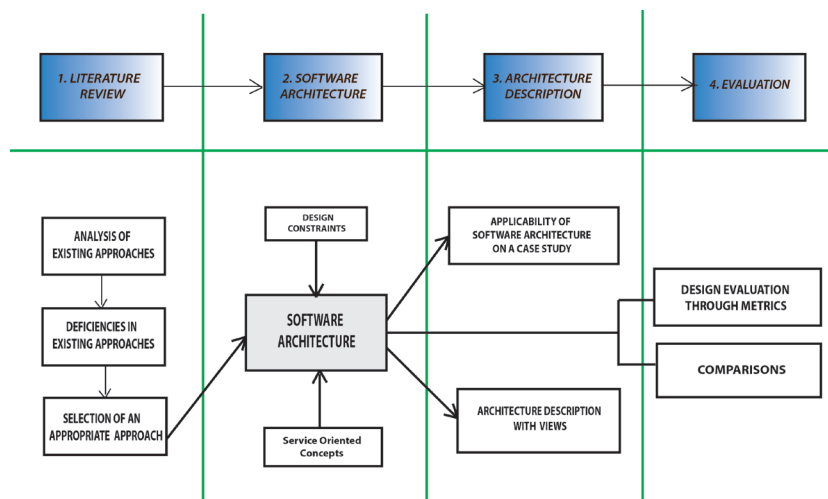 1. LITERATURE
REVIEW
2. SOFTWARE
ARCHITECTURE
3. ARCHITECTURE
DESCRIPTION
4. EVALUATION
ANALYSIS OF
EXISTING APPROACHES
DEFICIENCIES IN
EXISTING APPROACHES
SELECTION OF AN
APPROPRIATE APPROACH
DESIGN
CONSTRAINTS
SOFTWARE
ARCHITECTURE
Service Oriented
Concepts
APPLICABILITY OF
SOFTWARE ARCHITECTURE
ON A CASE STUDY
ARCHITECTURE DESCRIPTION
WITH VIEWS
DESIGN EVALUATION
THROUGH METRICS
COMPARISONS